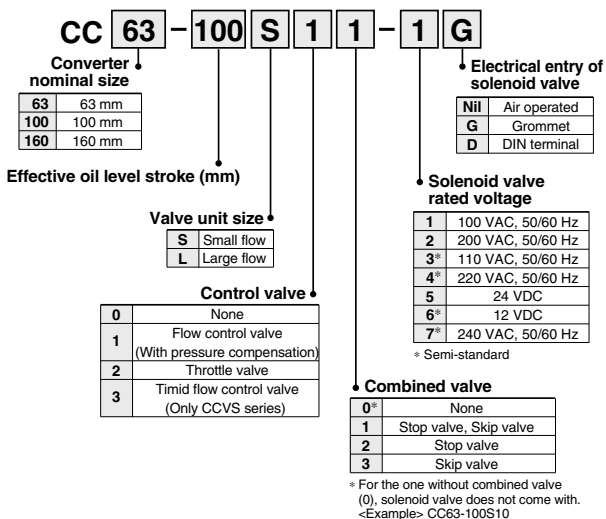 CC 63 – 100 S 1 1 – 1 G
Converter
nominal size
63 63 mm
100 100 mm
160 160 mm
Effective oil level stroke (mm)
Valve unit size
S Small flow
L Large flow
Control valve
0 None
1 Flow control valve
(With pressure compensation)
2 Throttle valve
3 Timid flow control valve
(Only CCVS series)
Electrical entry of
solenoid valve
Nil Air operated
G Grommet
D DIN terminal
Solenoid valve
rated voltage
1 100 VAC, 50/60 Hz
2 200 VAC, 50/60 Hz
3* 110 VAC, 50/60 Hz
4* 220 VAC, 50/60 Hz
5 24 VDC
6* 12 VDC
7* 240 VAC, 50/60 Hz
* Semi-standard
Combined valve
0* None
1 Stop valve, Skip valve
2 Stop valve
3 Skip valve
* For the one without combined valve
(0), solenoid valve does not come with.
<Example> CC63-100S10